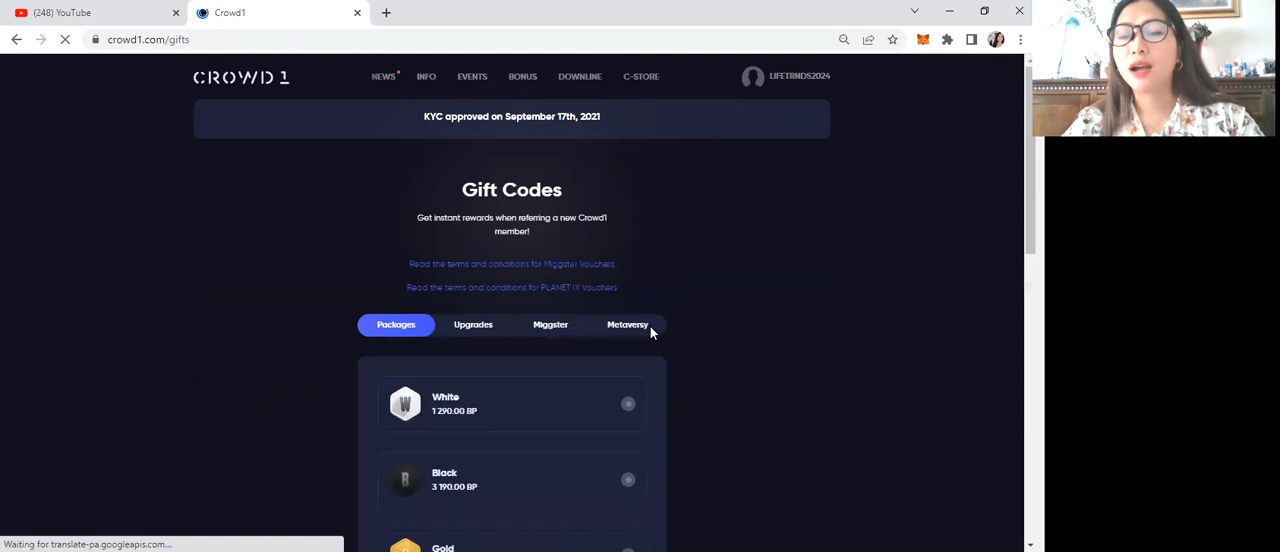 (248) YouTube
Crowd1
crowd1.com/gifts
CROWD1
NEWS
INFO
EVENTS
BONUS
DOWNLINE
C-STORE
LIFETRNDS2024
KYC approved on September 17th, 2021
Gift Codes
Get instant rewards when referring a new Crowd1
member!
Read the terms and conditions for Miggster Vouchers.
Read the terms and conditions for PLANET IX Vouchers
Packages
Upgrades
Miggster
Metaversy
W
White
1 290.00 BP
B
Black
3 190.00 BP
Gold
Waiting for translate-pa.googleapis.com...